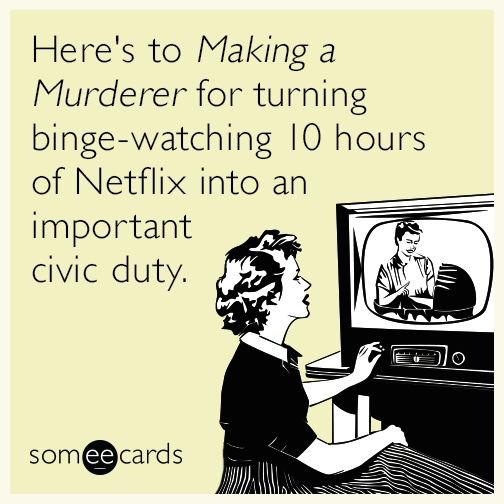 Here's to Making a
Murderer for turning
binge-watching 10 hours
of Netflix into an
important
civic duty.
someecards